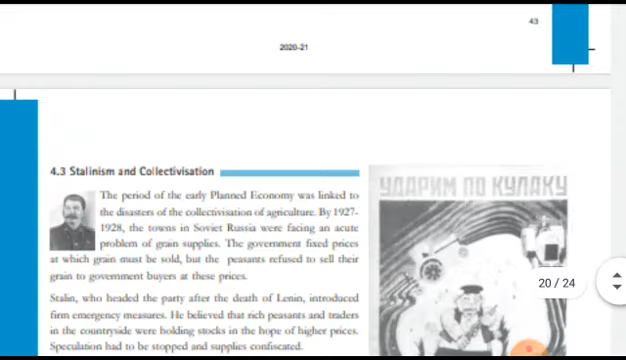 43
2020-21
4.3 Stalinism and Collectivisation
The period of the early Planned Economy was linked to
the disasters of the collectivisation of agriculture. By 1927-
1928, the towns in Soviet Russia were facing an acute
problem of grain supplies. The government fixed prices
at which grain must be sold, but the peasants refused to sell their
grain to government buyers at these prices.
Stalin, who headed the party after the death of Lenin, introduced
firm emergency measures. He believed that rich peasants and traders
in the countryside were holding stocks in the hope of higher prices.
Speculation had to be stopped and supplies confiscated.
УДАРИМ ПО КУЛАКУ
20 / 24